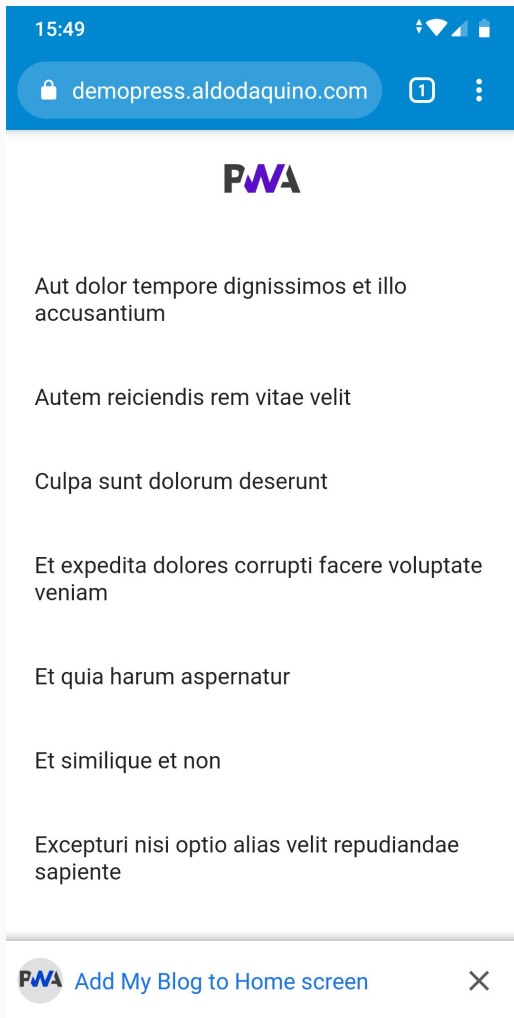 15:49
demopress.aldodaquino.com
1
PWA
Aut dolor tempore dignissimos et illo
accusantium
Autem reiciendis rem vitae velit
Culpa sunt dolorum deserunt
Et expedita dolores corrupti facere voluptate
veniam
Et quia harum aspernatur
Et similique et non
Excepturi nisi optio alias velit repudiandae
sapiente
PWA Add My Blog to Home screen